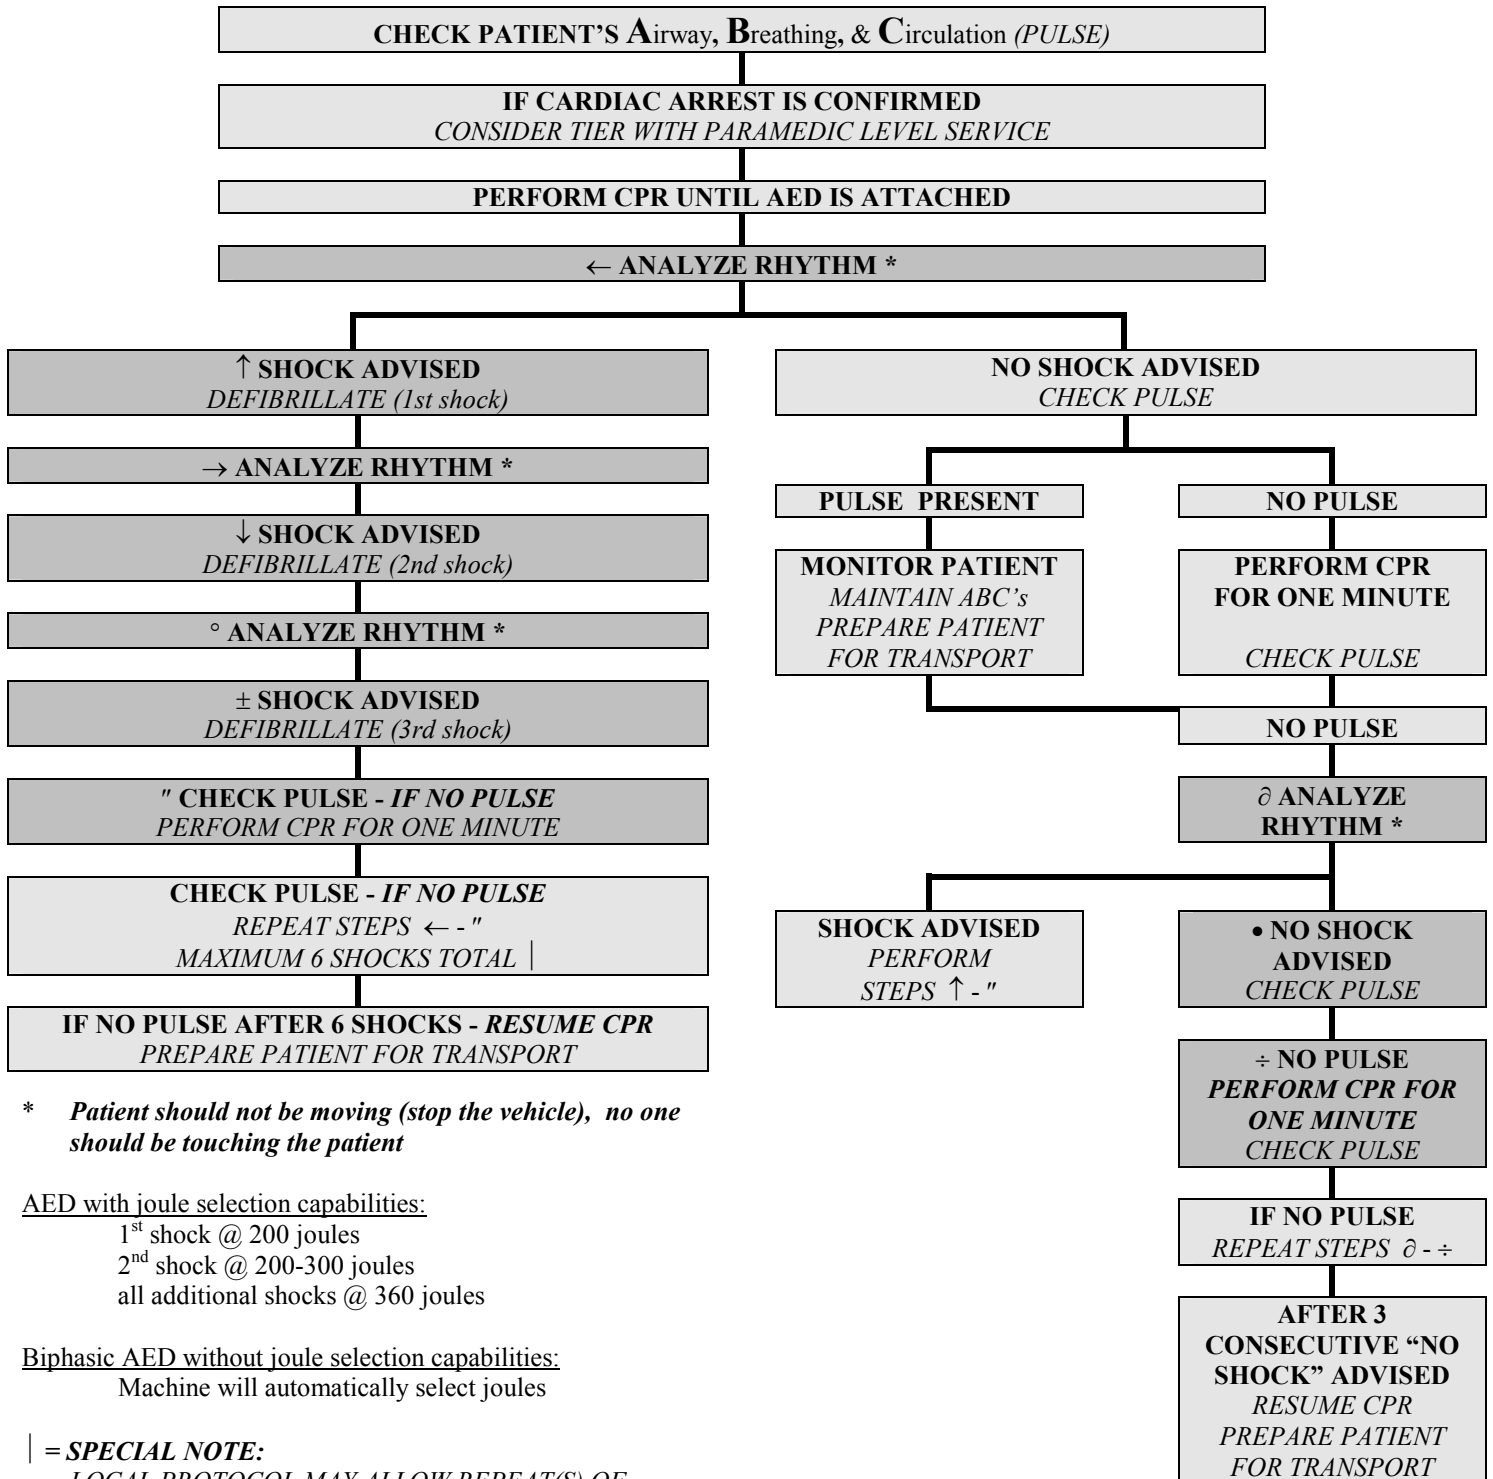 CHECK PATIENT'S Airway, Breathing, & Circulation (PULSE)
IF CARDIAC ARREST IS CONFIRMED
CONSIDER TIER WITH PARAMEDIC LEVEL SERVICE
PERFORM CPR UNTIL AED IS ATTACHED
← ANALYZE RHYTHM *
↑ SHOCK ADVISED
DEFIBRILLATE (1st shock)
→ ANALYZE RHYTHM *
↓ SHOCK ADVISED
DEFIBRILLATE (2nd shock)
° ANALYZE RHYTHM *
± SHOCK ADVISED
DEFIBRILLATE (3rd shock)
″ CHECK PULSE - IF NO PULSE
PERFORM CPR FOR ONE MINUTE
CHECK PULSE - IF NO PULSE
REPEAT STEPS ← - ″
MAXIMUM 6 SHOCKS TOTAL |
IF NO PULSE AFTER 6 SHOCKS - RESUME CPR
PREPARE PATIENT FOR TRANSPORT
NO SHOCK ADVISED
CHECK PULSE
PULSE PRESENT
MONITOR PATIENT
MAINTAIN ABC's
PREPARE PATIENT
FOR TRANSPORT
NO PULSE
PERFORM CPR
FOR ONE MINUTE
CHECK PULSE
NO PULSE
∂ ANALYZE
RHYTHM *
SHOCK ADVISED
PERFORM
STEPS ↑ - ″
• NO SHOCK
ADVISED
CHECK PULSE
÷ NO PULSE
PERFORM CPR FOR
ONE MINUTE
CHECK PULSE
IF NO PULSE
REPEAT STEPS ∂ - ÷
AFTER 3
CONSECUTIVE "NO
SHOCK" ADVISED
RESUME CPR
PREPARE PATIENT
FOR TRANSPORT
* Patient should not be moving (stop the vehicle), no one
should be touching the patient
AED with joule selection capabilities:
1st shock @ 200 joules
2nd shock @ 200-300 joules
all additional shocks @ 360 joules
Biphasic AED without joule selection capabilities:
Machine will automatically select joules
| = SPECIAL NOTE:
LOCAL PROTOCOL MAY ALLOW REPEAT(S) OF